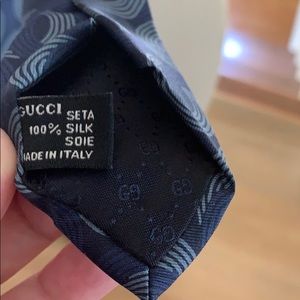 GUCCI
SETA
100% SILK
SOIE
MADE IN ITALY